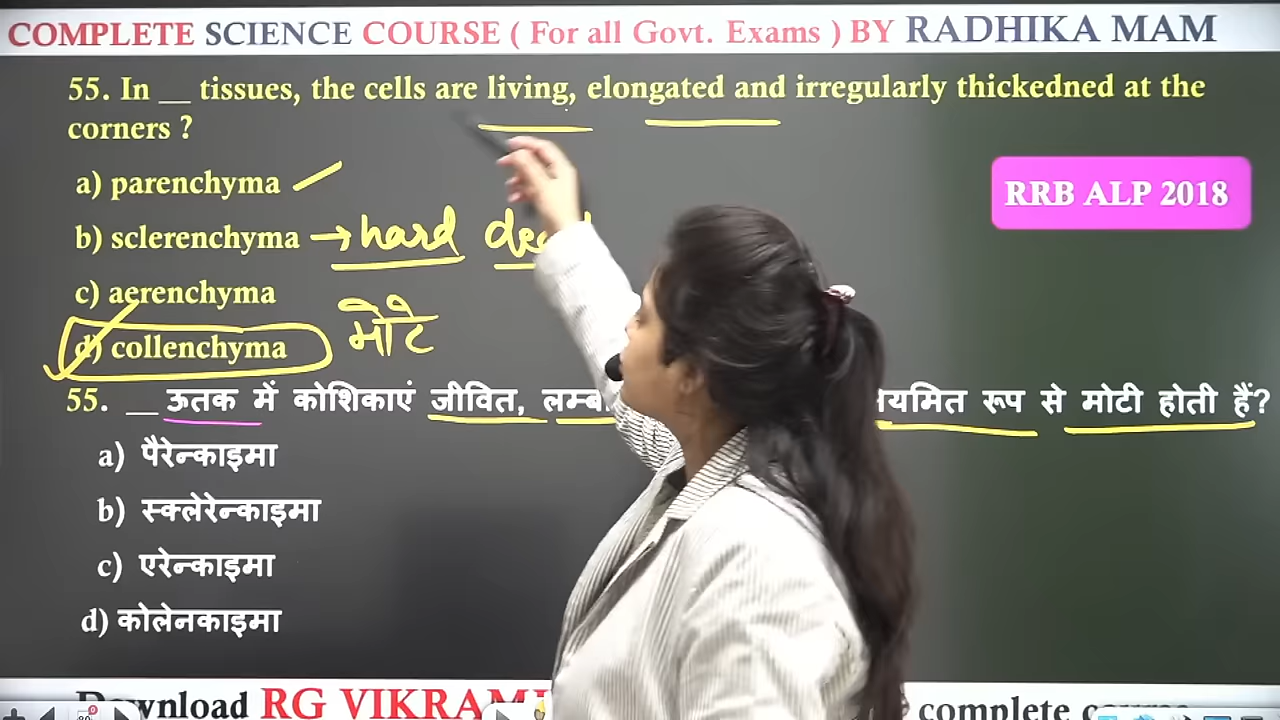 COMPLETE SCIENCE COURSE ( For all Govt. Exams ) BY RADHIKA MAM
55. In __ tissues, the cells are living, elongated and irregularly thickedned at the
corners ?
a) parenchyma
RRB ALP 2018
b) sclerenchyma → hard
c) aerenchyma
d) collenchyma मोटे
55. __ ऊतक में कोशिकाएं जीवित, रूप से मोटी होती हैं?
a) पैरेन्काइमा
b) स्क्लेरेन्काइमा
c) एरेन्काइमा
d) कोलेनकाइमा
Download RG complete